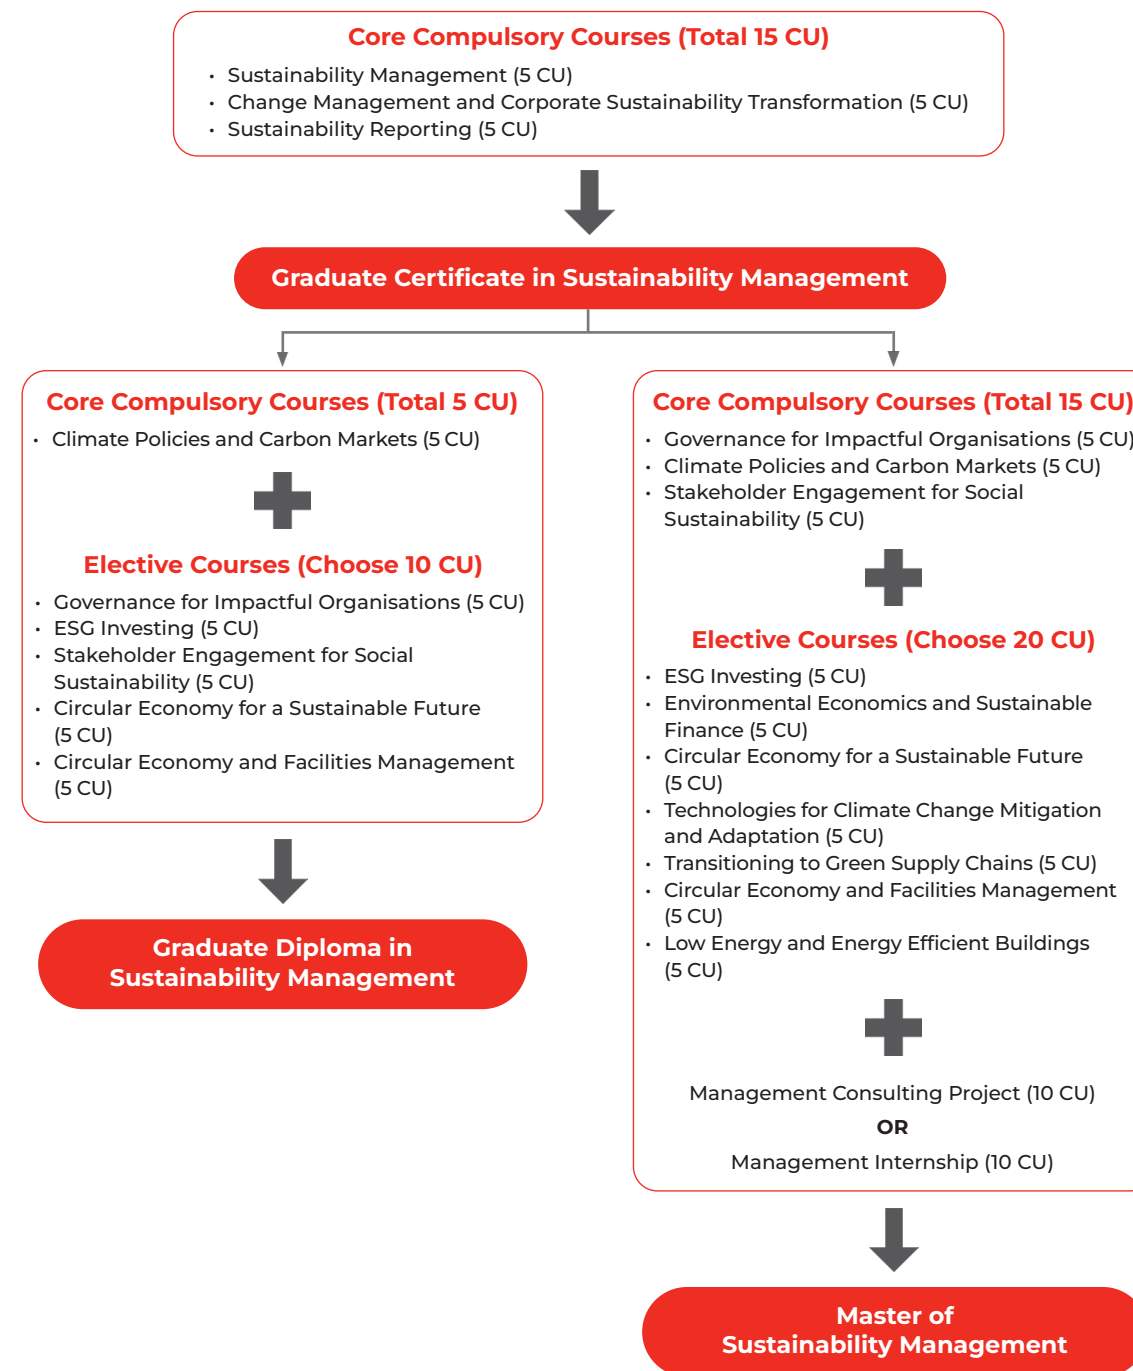 Core Compulsory Courses (Total 15 CU)
• Sustainability Management (5 CU)
• Change Management and Corporate Sustainability Transformation (5 CU)
• Sustainability Reporting (5 CU)
Graduate Certificate in Sustainability Management
Core Compulsory Courses (Total 5 CU)
• Climate Policies and Carbon Markets (5 CU)
Elective Courses (Choose 10 CU)
• Governance for Impactful Organisations (5 CU)
• ESG Investing (5 CU)
• Stakeholder Engagement for Social
Sustainability (5 CU)
• Circular Economy for a Sustainable Future
(5 CU)
• Circular Economy and Facilities Management
(5 CU)
Graduate Diploma in
Sustainability Management
Core Compulsory Courses (Total 15 CU)
• Governance for Impactful Organisations (5 CU)
• Climate Policies and Carbon Markets (5 CU)
• Stakeholder Engagement for Social
Sustainability (5 CU)
Elective Courses (Choose 20 CU)
• ESG Investing (5 CU)
• Environmental Economics and Sustainable
Finance (5 CU)
• Circular Economy for a Sustainable Future
(5 CU)
• Technologies for Climate Change Mitigation
and Adaptation (5 CU)
• Transitioning to Green Supply Chains (5 CU)
• Circular Economy and Facilities Management
(5 CU)
• Low Energy and Energy Efficient Buildings
(5 CU)
Management Consulting Project (10 CU)
OR
Management Internship (10 CU)
Master of
Sustainability Management